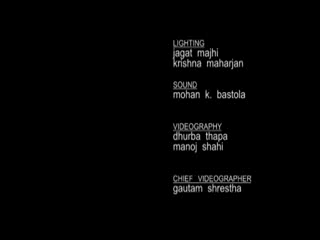 LIGHTING
jagat majhi
krishna maharjan
SOUND
mohan k. bastola
VIDEOGRAPHY
dhurba thapa
manoj shahi
CHIEF VIDEOGRAPHER
gautam shrestha